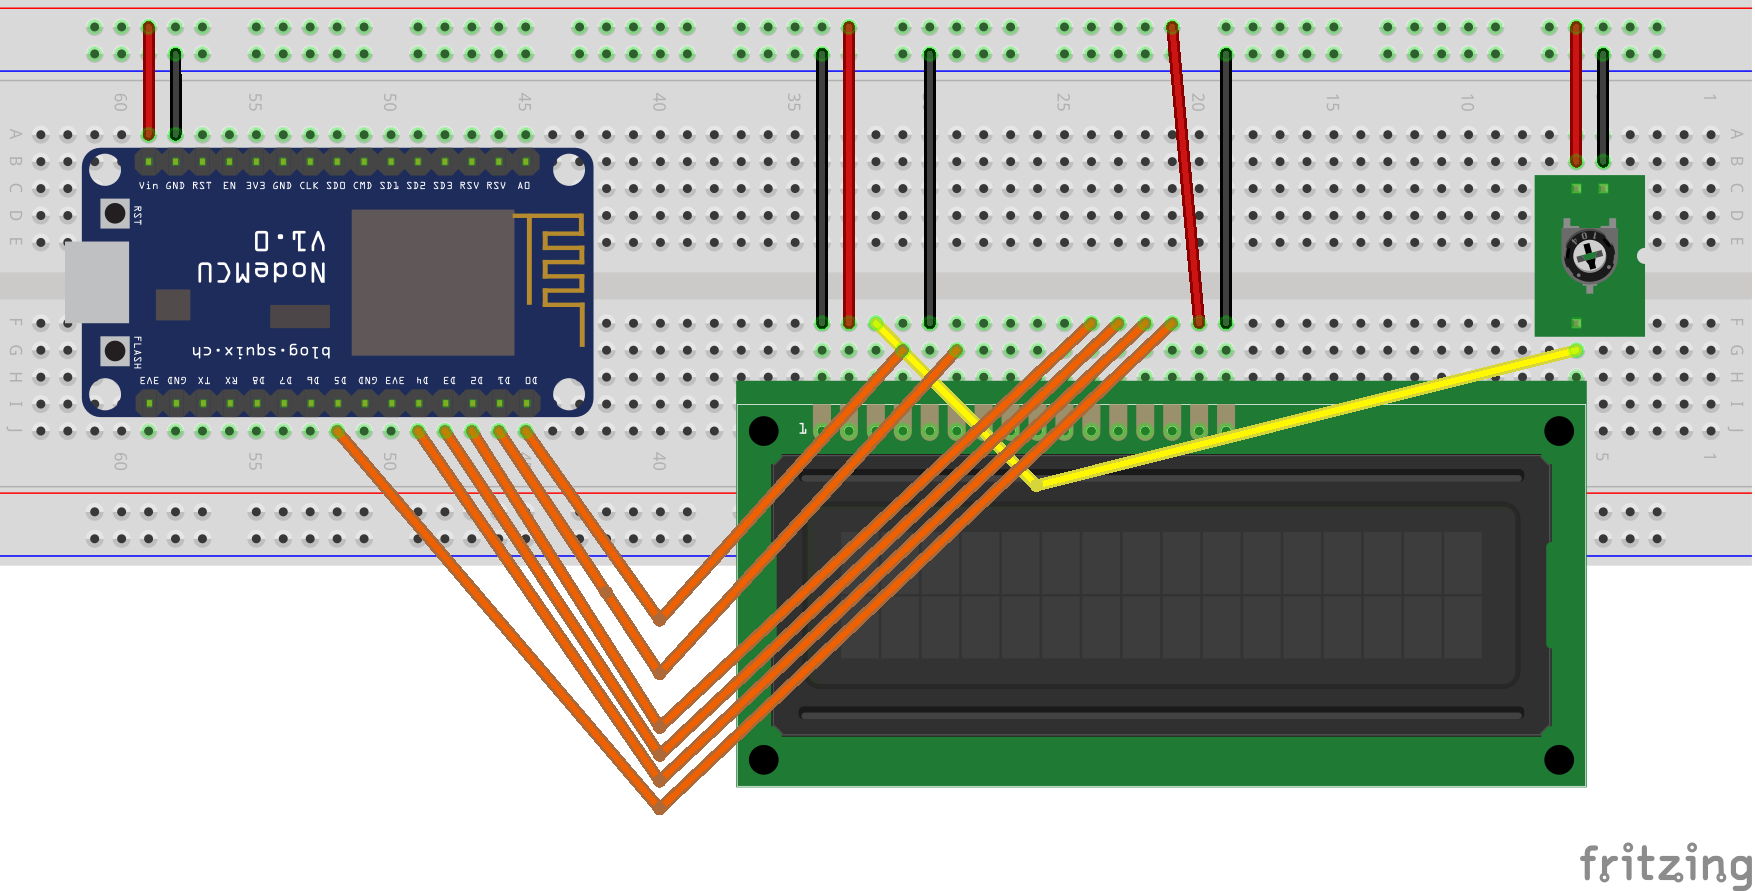 60 55 50 45 40 35 25 20 15 10 1
A A
B B
C C
D D
E E
Vin GND RST EN 3V3 GND CLK SD0 CMD SD1 SD2 SD3 RSV RSV A0
RST
V1.0
NodeMCU
blog.squix.ch
FLASH
3V3 GND TX RX D8 D7 D6 D5 GND 3V3 D4 D3 D2 D1 D0
F F
G G
H H
I I
J J
1
60 55 50 40 5 1
fritzing